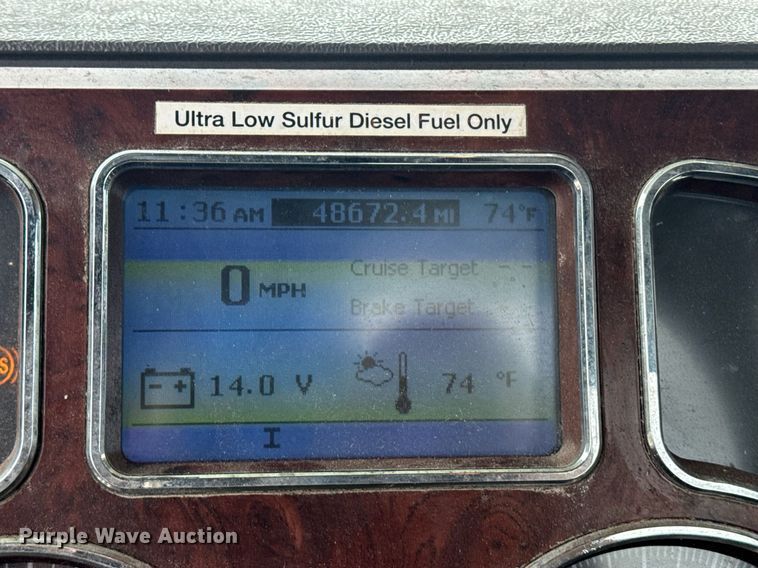 Ultra Low Sulfur Diesel Fuel Only
11:36 AM 48672.4 MI 74°F
Cruise Target - -
0 MPH
Brake Target - -
- + 14.0 V 74 °F
I
S
Purple Wave Auction